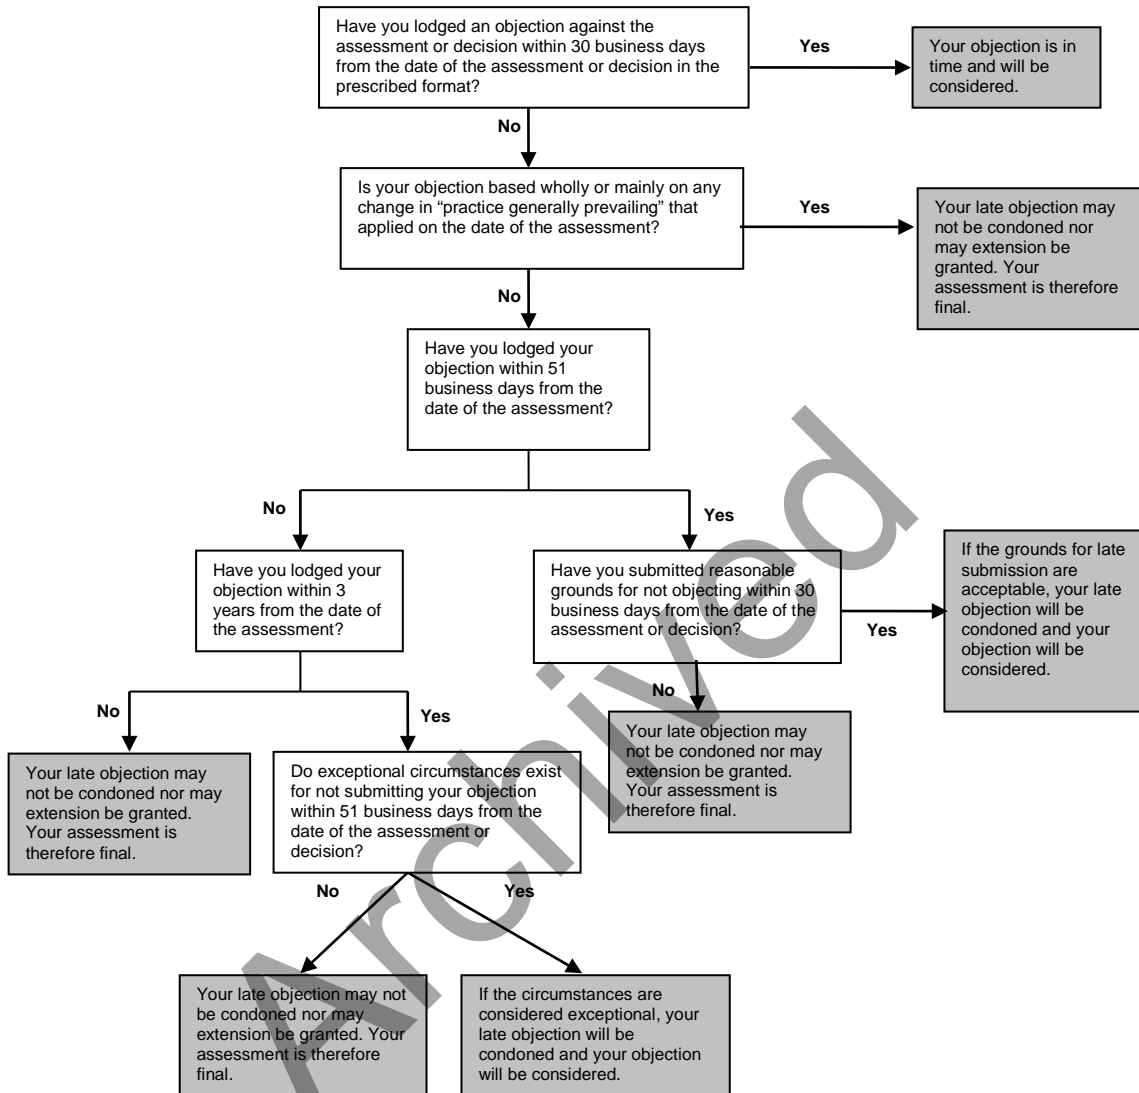 Have you lodged an objection against the
assessment or decision within 30 business days
from the date of the assessment or decision in the
prescribed format?
Yes
Your objection is in
time and will be
considered.
No
Is your objection based wholly or mainly on any
change in “practice generally prevailing” that
applied on the date of the assessment?
Yes
Your late objection may
not be condoned nor
may extension be
granted. Your
assessment is therefore
final.
No
Have you lodged your
objection within 51
business days from the
date of the assessment?
No
Yes
Have you lodged your
objection within 3
years from the date of
the assessment?
Have you submitted reasonable
grounds for not objecting within 30
business days from the date of the
assessment or decision?
Yes
If the grounds for late
submission are
acceptable, your late
objection will be
condoned and your
objection will be
considered.
No
Yes
No
Your late objection may
not be condoned nor may
extension be granted.
Your assessment is
therefore final.
Do exceptional circumstances exist
for not submitting your objection
within 51 business days from the
date of the assessment or
decision?
Your late objection may
not be condoned nor may
extension be granted.
Your assessment is
therefore final.
No
Yes
Your late objection may not
be condoned nor may
extension be granted. Your
assessment is therefore
final.
If the circumstances are
considered exceptional, your
late objection will be
condoned and your objection
will be considered.
Archived